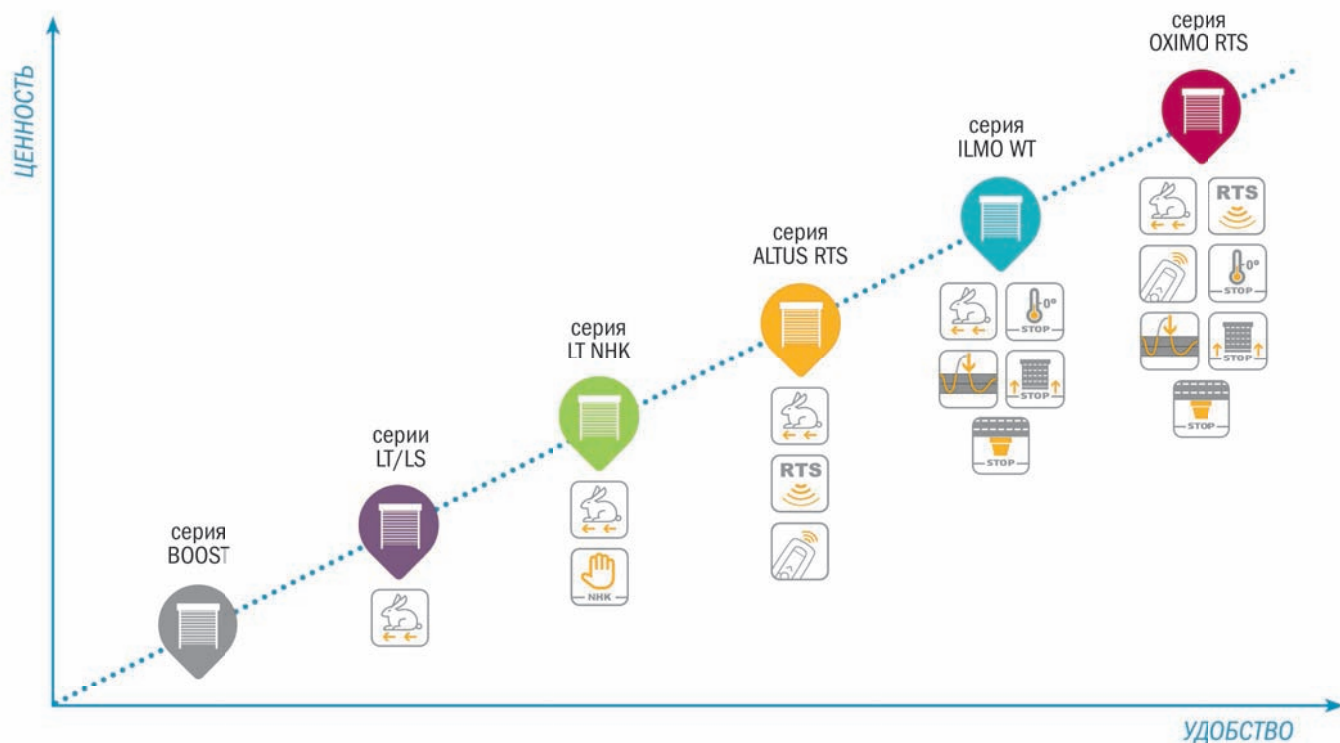 ЦЕННОСТЬ
серия
BOOST
серии
LT/LS
серия
LT NHK
NHK
серия
ALTUS RTS
RTS
серия
ILMO WT
0°
STOP
STOP
STOP
серия
OXIMO RTS
RTS
0°
STOP
STOP
STOP
УДОБСТВО